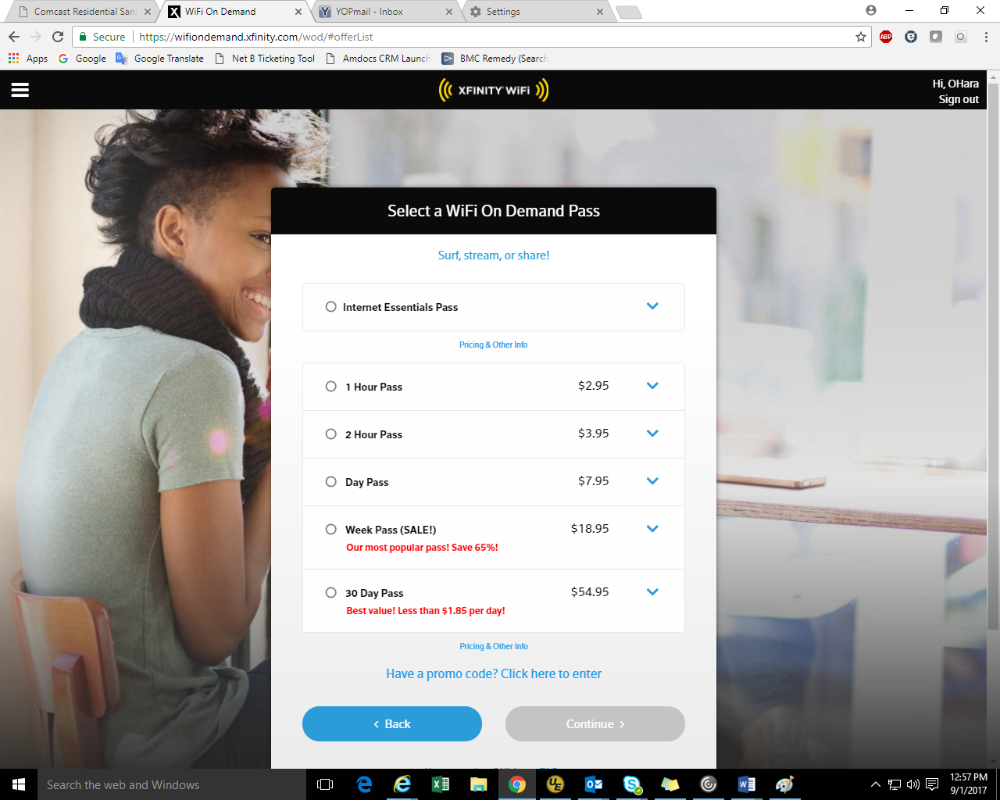 Comcast Residential San
WiFi On Demand
YOPmail - Inbox
Settings
Secure
https://wifiondemand.xfinity.com/wod/#offerList
ABP
Apps
Google
Google Translate
Net B Ticketing Tool
Amdocs CRM Launch
BMC Remedy (Search
XFINITY WiFi
Hi, OHara
Sign out
Select a WiFi On Demand Pass
Surf, stream, or share!
Internet Essentials Pass
Pricing & Other Info
1 Hour Pass $2.95
2 Hour Pass $3.95
Day Pass $7.95
Week Pass (SALE!) $18.95
Our most popular pass! Save 65%!
30 Day Pass $54.95
Best value! Less than $1.85 per day!
Pricing & Other Info
Have a promo code? Click here to enter
‹ Back
Continue ›
Search the web and Windows
12:57 PM
9/1/2017